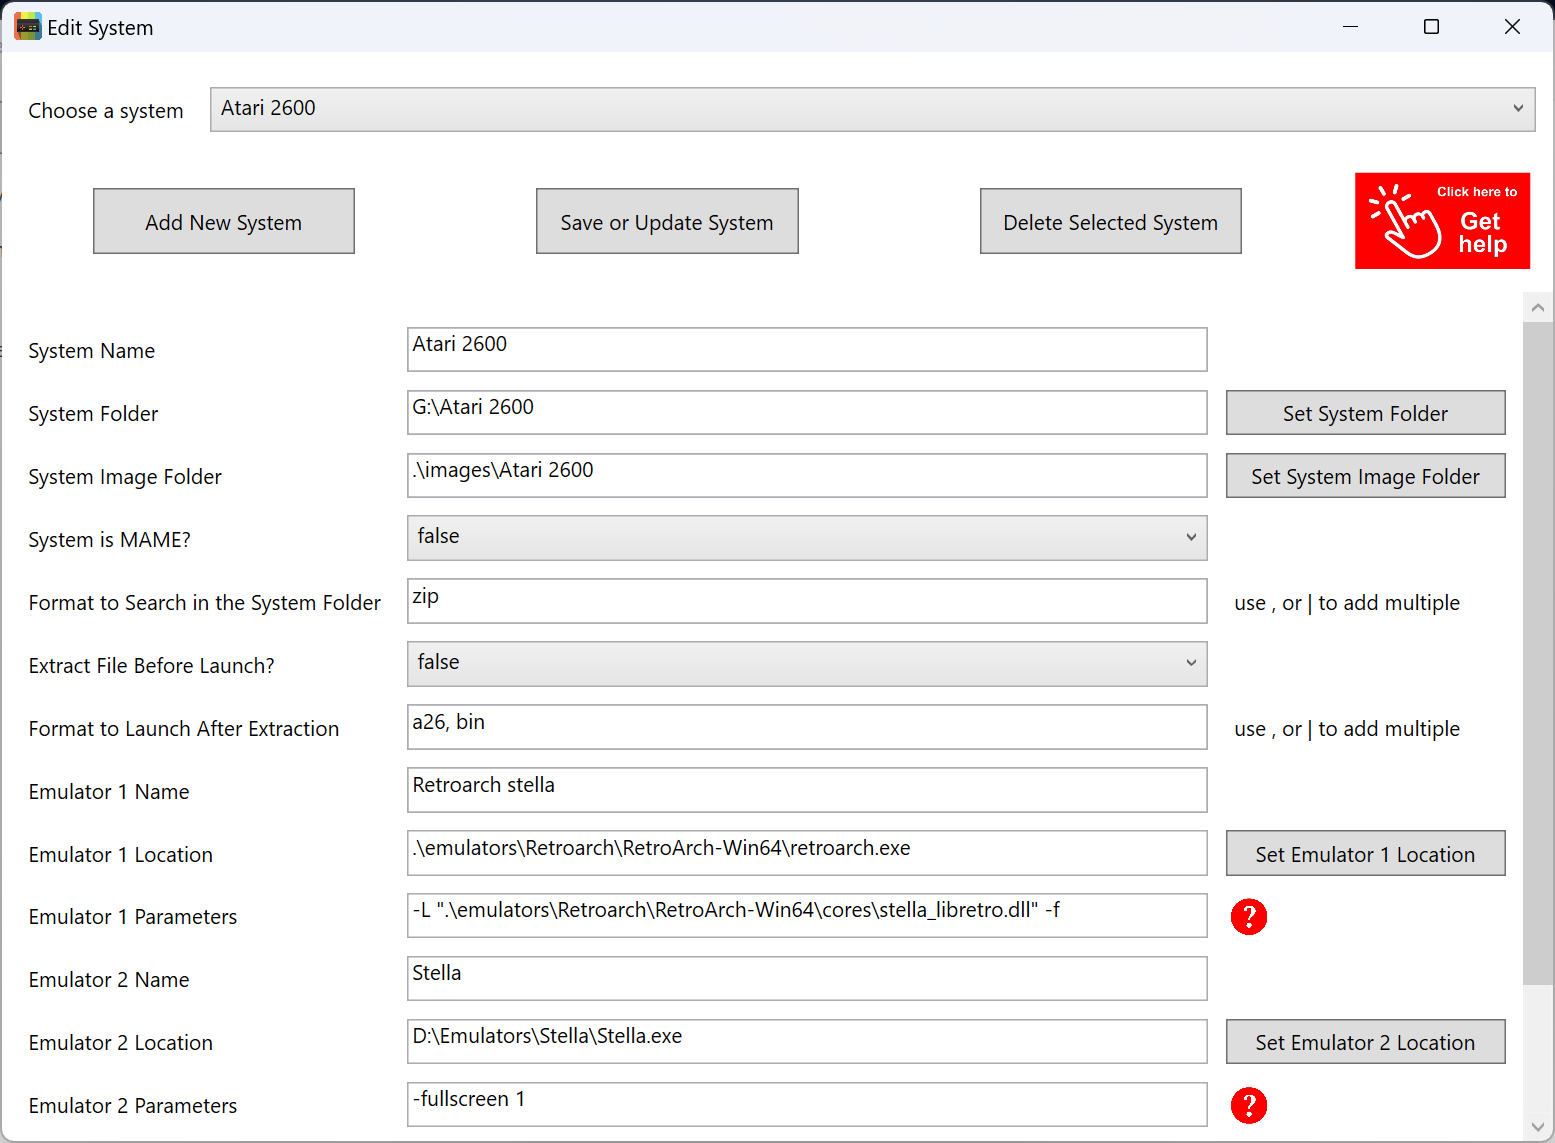 Edit System
Choose a system
Atari 2600
Add New System
Save or Update System
Delete Selected System
Click here to
Get
help
System Name
Atari 2600
System Folder
G:\Atari 2600
Set System Folder
System Image Folder
.\images\Atari 2600
Set System Image Folder
System is MAME?
false
Format to Search in the System Folder
zip
use , or | to add multiple
Extract File Before Launch?
false
Format to Launch After Extraction
a26, bin
use , or | to add multiple
Emulator 1 Name
Retroarch stella
Emulator 1 Location
.\emulators\Retroarch\RetroArch-Win64\retroarch.exe
Set Emulator 1 Location
Emulator 1 Parameters
-L ".\emulators\Retroarch\RetroArch-Win64\cores\stella_libretro.dll" -f
?
Emulator 2 Name
Stella
Emulator 2 Location
D:\Emulators\Stella\Stella.exe
Set Emulator 2 Location
Emulator 2 Parameters
-fullscreen 1
?